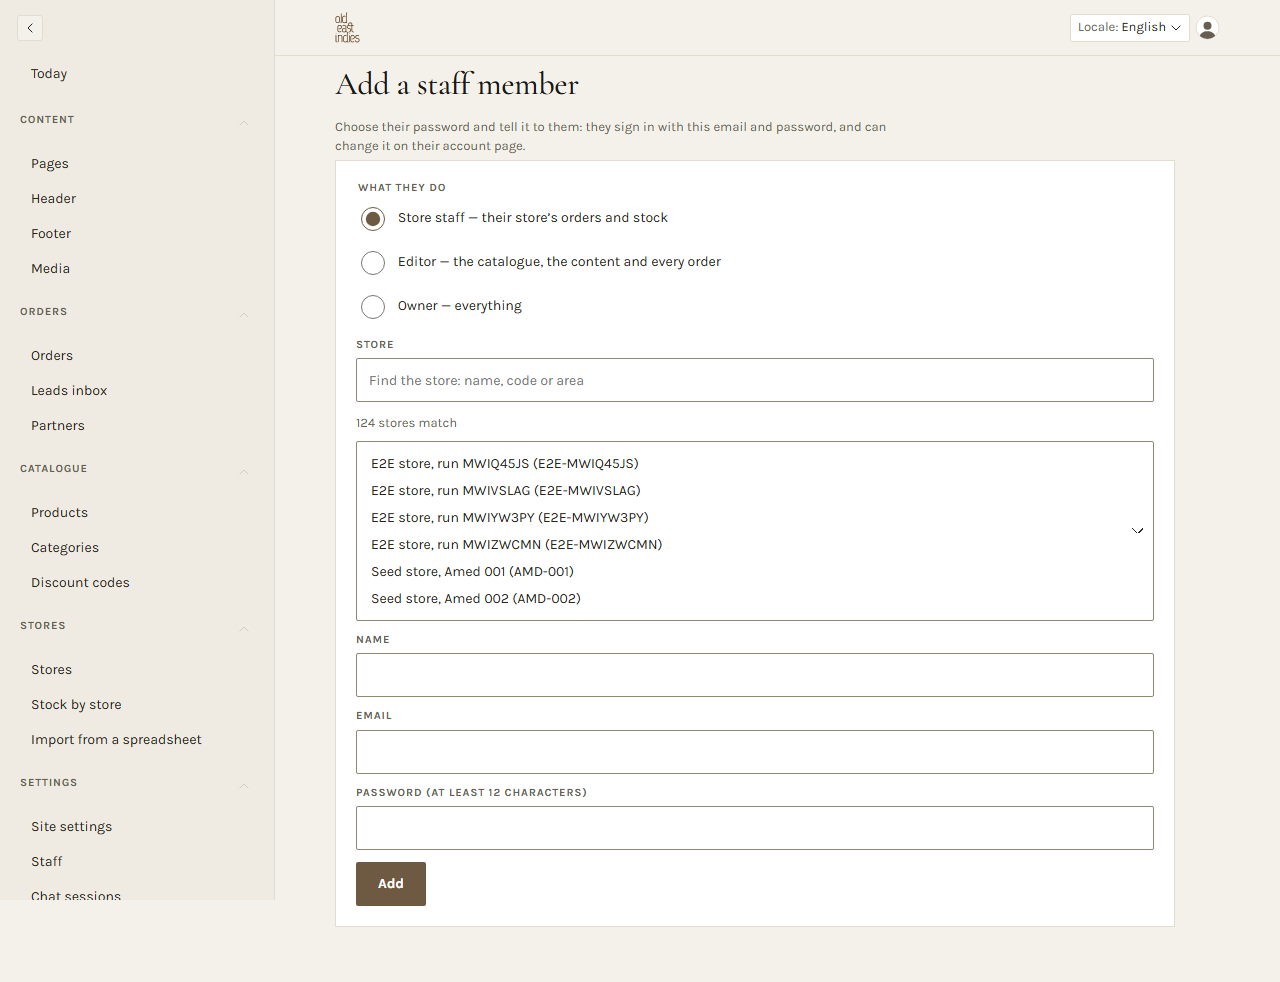 old
east
indies
Locale: English
Today
CONTENT
Pages
Header
Footer
Media
ORDERS
Orders
Leads inbox
Partners
CATALOGUE
Products
Categories
Discount codes
STORES
Stores
Stock by store
Import from a spreadsheet
SETTINGS
Site settings
Staff
Chat sessions
Add a staff member
Choose their password and tell it to them: they sign in with this email and password, and can
change it on their account page.
WHAT THEY DO
Store staff — their store's orders and stock
Editor — the catalogue, the content and every order
Owner — everything
STORE
Find the store: name, code or area
124 stores match
E2E store, run MWIQ45JS (E2E-MWIQ45JS)
E2E store, run MWIVSLAG (E2E-MWIVSLAG)
E2E store, run MWIYW3PY (E2E-MWIYW3PY)
E2E store, run MWIZWCMN (E2E-MWIZWCMN)
Seed store, Amed 001 (AMD-001)
Seed store, Amed 002 (AMD-002)
NAME
EMAIL
PASSWORD (AT LEAST 12 CHARACTERS)
Add